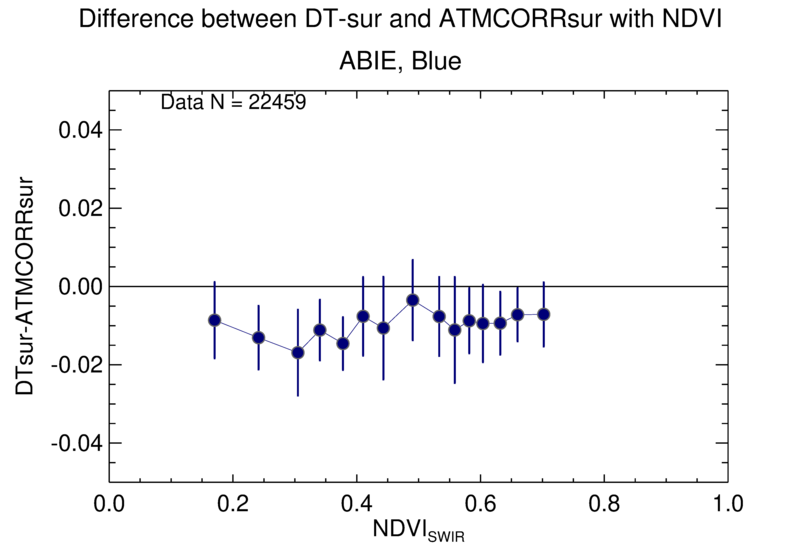 Difference between DT-sur and ATMCORRsur with NDVI
ABIE, Blue
Data N = 22459
DTsur-ATMCORRsur
0.04
0.02
0.00
-0.02
-0.04
0.0 0.2 0.4 0.6 0.8 1.0
NDVI_SWIR